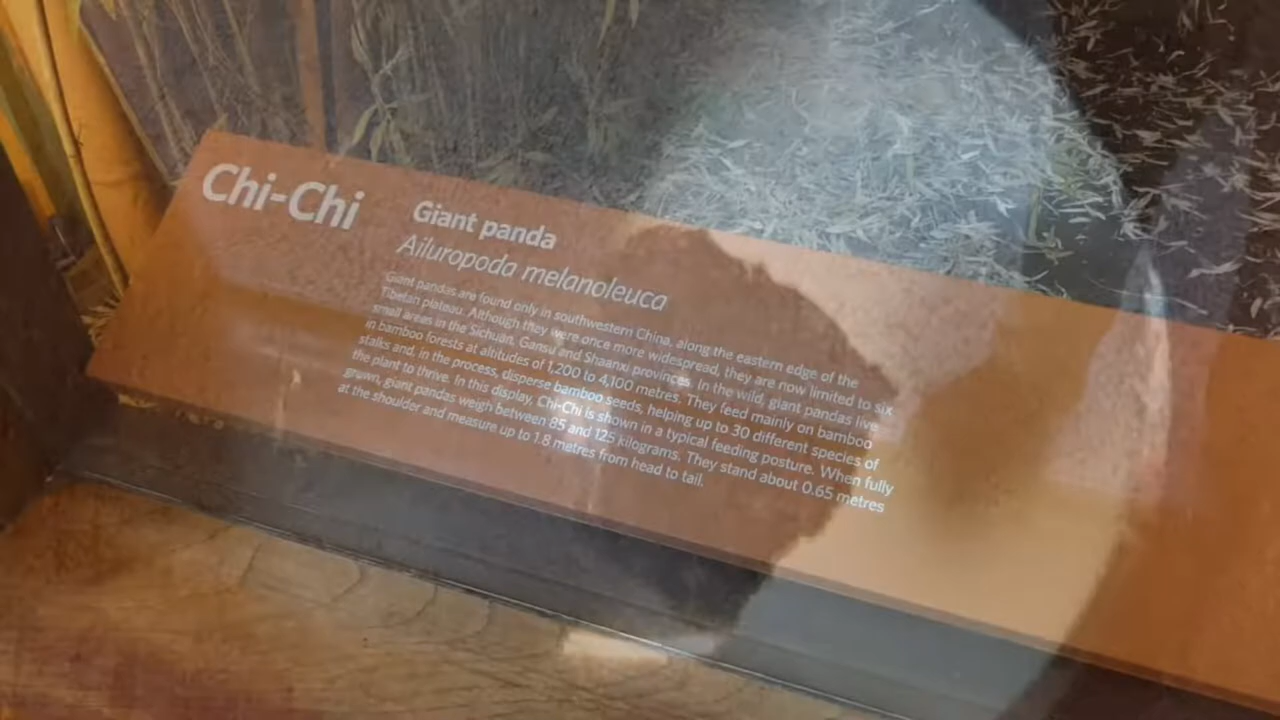 Chi-Chi
Giant panda
Ailuropoda melanoleuca
Giant pandas are found only in southwestern China, along the eastern edge of the
Tibetan plateau. Although they were once more widespread, they are now limited to six
small areas in the Sichuan, Gansu and Shaanxi provinces. In the wild, giant pandas live
in bamboo forests at altitudes of 1,200 to 4,100 metres. They feed mainly on bamboo
stalks and, in the process, disperse bamboo seeds, helping up to 30 different species of
the plant to thrive. In this display, Chi-Chi is shown in a typical feeding posture. When fully
grown, giant pandas weigh between 85 and 125 kilograms. They stand about 0.65 metres
at the shoulder and measure up to 1.8 metres from head to tail.